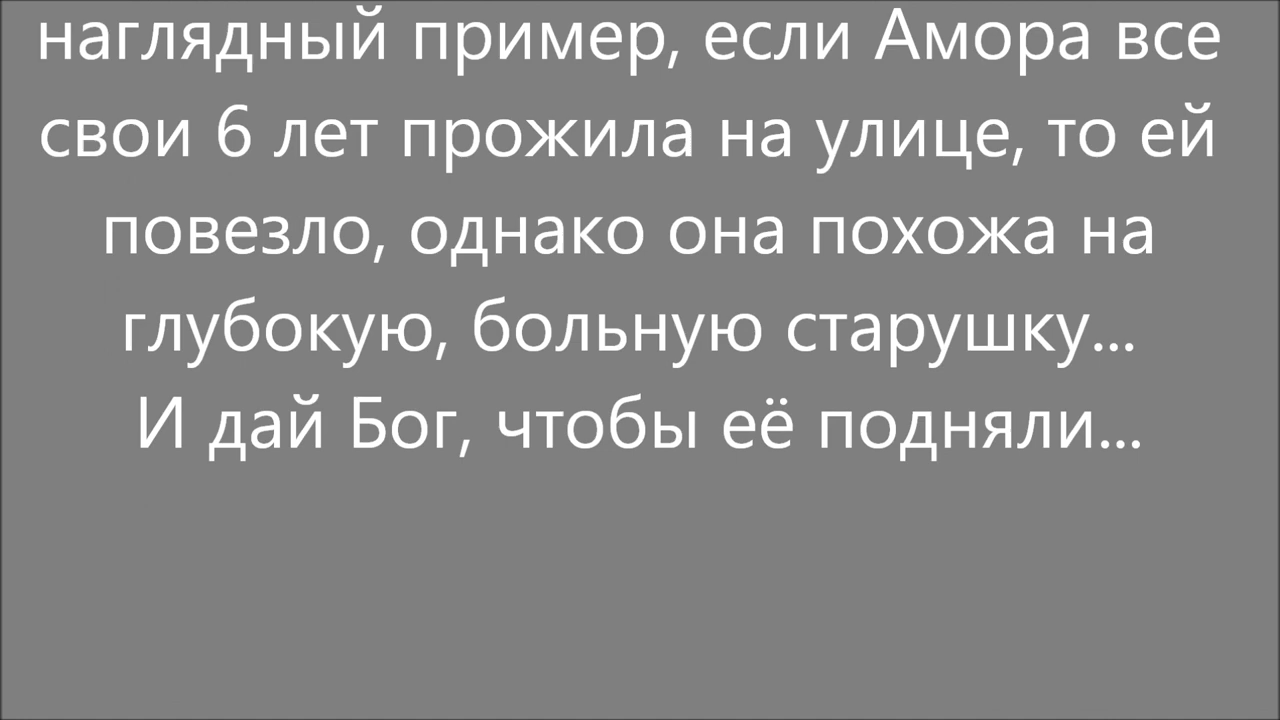 наглядный пример, если Амора все
свои 6 лет прожила на улице, то ей
повезло, однако она похожа на
глубокую, больную старушку...
И дай Бог, чтобы её подняли...